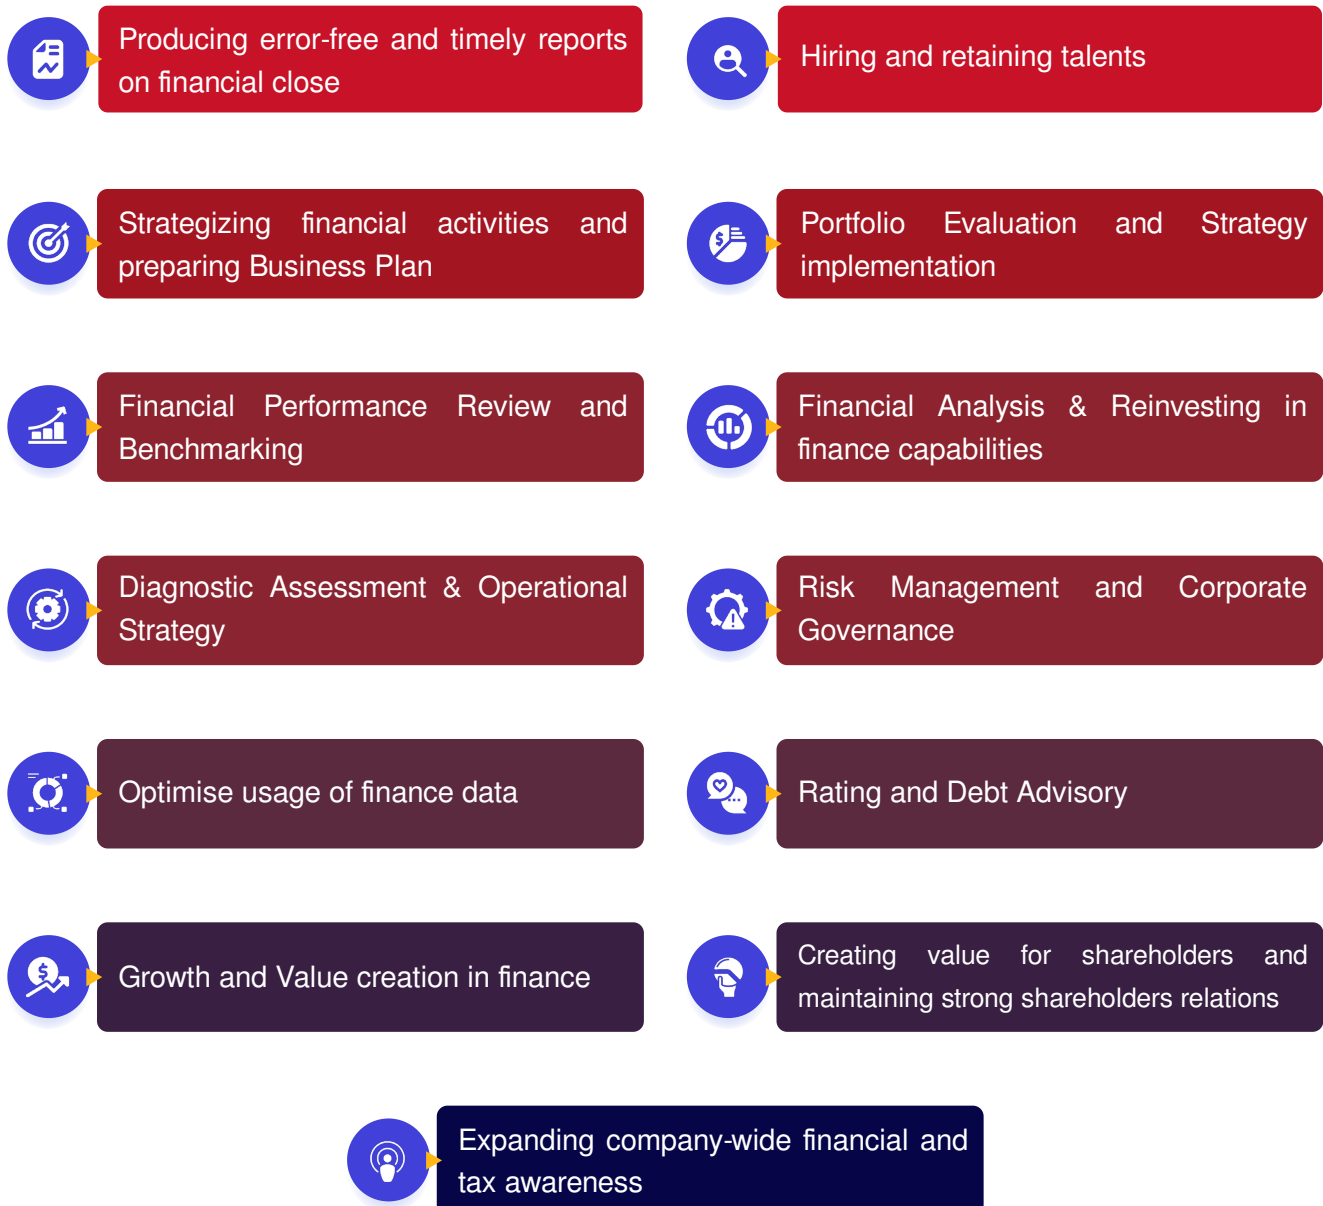 Producing error-free and timely reports
on financial close
Hiring and retaining talents
Strategizing financial activities and
preparing Business Plan
Portfolio Evaluation and Strategy
implementation
Financial Performance Review and
Benchmarking
Financial Analysis & Reinvesting in
finance capabilities
Diagnostic Assessment & Operational
Strategy
Risk Management and Corporate
Governance
Optimise usage of finance data
Rating and Debt Advisory
Growth and Value creation in finance
Creating value for shareholders and
maintaining strong shareholders relations
Expanding company-wide financial and
tax awareness